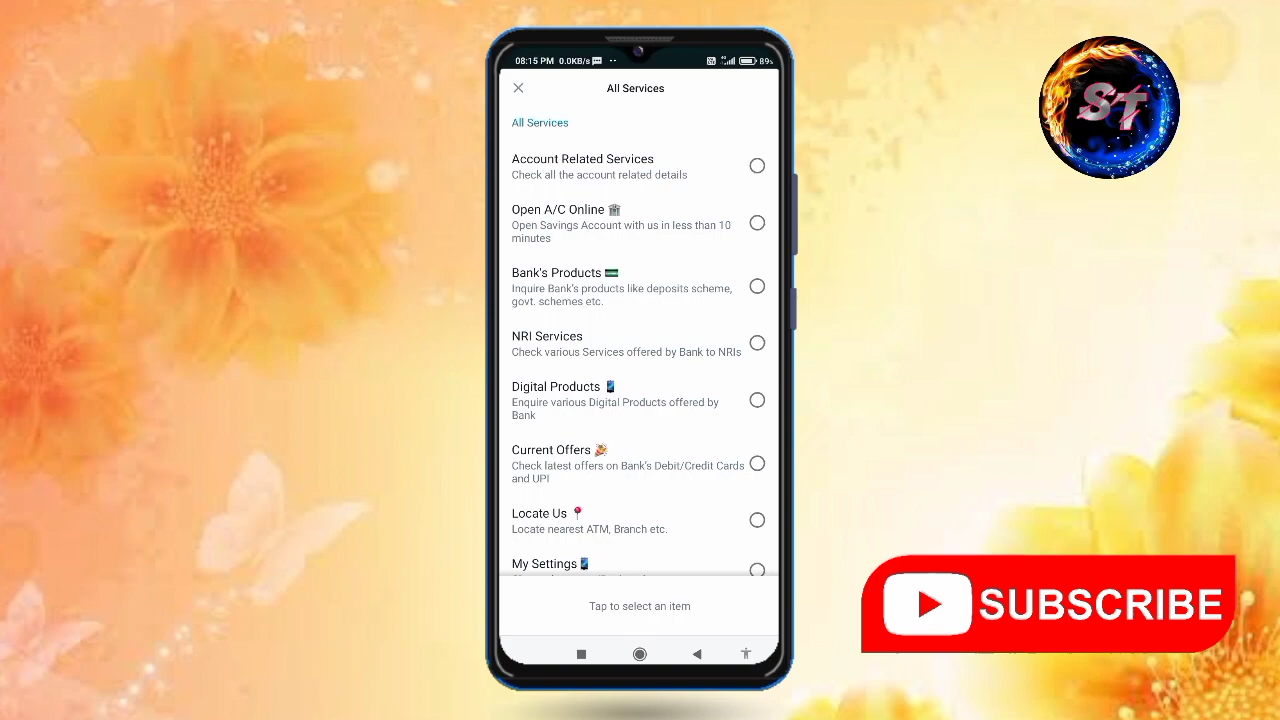 08:15 PM 0.0KB/s 89%
All Services
All Services
Account Related Services
Check all the account related details
Open A/C Online
Open Savings Account with us in less than 10
minutes
Bank's Products
Inquire Bank's products like deposits scheme,
govt. schemes etc.
NRI Services
Check various Services offered by Bank to NRIs
Digital Products
Enquire various Digital Products offered by
Bank
Current Offers
Check latest offers on Bank's Debit/Credit Cards
and UPI
Locate Us
Locate nearest ATM, Branch etc.
My Settings
Tap to select an item
ST
SUBSCRIBE